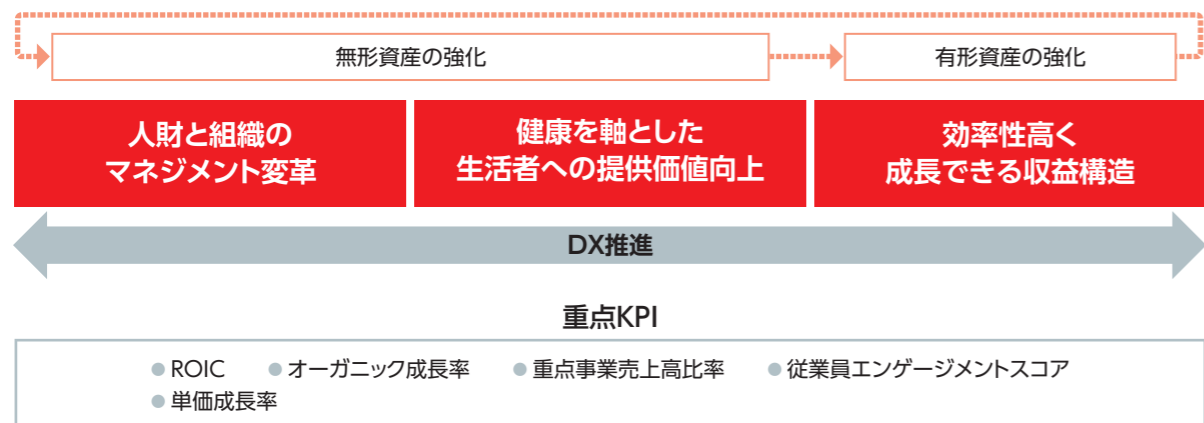 無形資産の強化
有形資産の強化
人財と組織の
マネジメント変革
健康を軸とした
生活者への提供価値向上
効率性高く
成長できる収益構造
DX推進
重点KPI
● ROIC ● オーガニック成長率 ● 重点事業売上高比率 ● 従業員エンゲージメントスコア
● 単価成長率